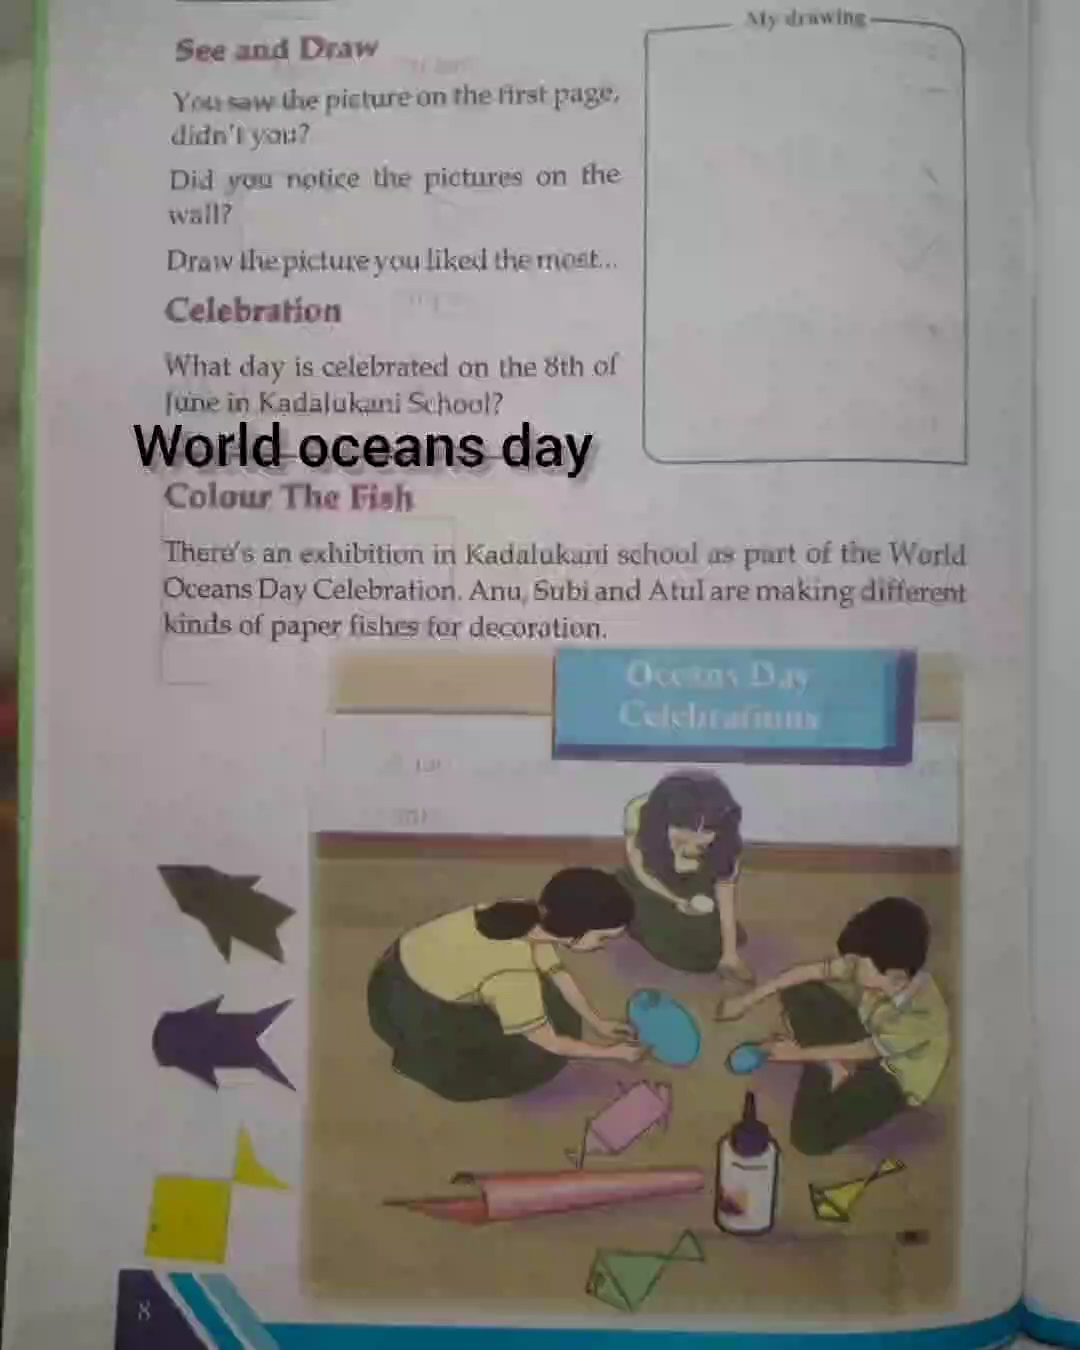 My drawing
See and Draw
You saw the picture on the first page,
didn't you?
Did you notice the pictures on the
wall?
Draw the picture you liked the most...
Celebration
What day is celebrated on the 8th of
June in Kadalukani School?
World oceans day
Colour The Fish
There's an exhibition in Kadalukani school as part of the World
Oceans Day Celebration. Anu, Subi and Atul are making different
kinds of paper fishes for decoration.
Oceans Day
Celebrations
8